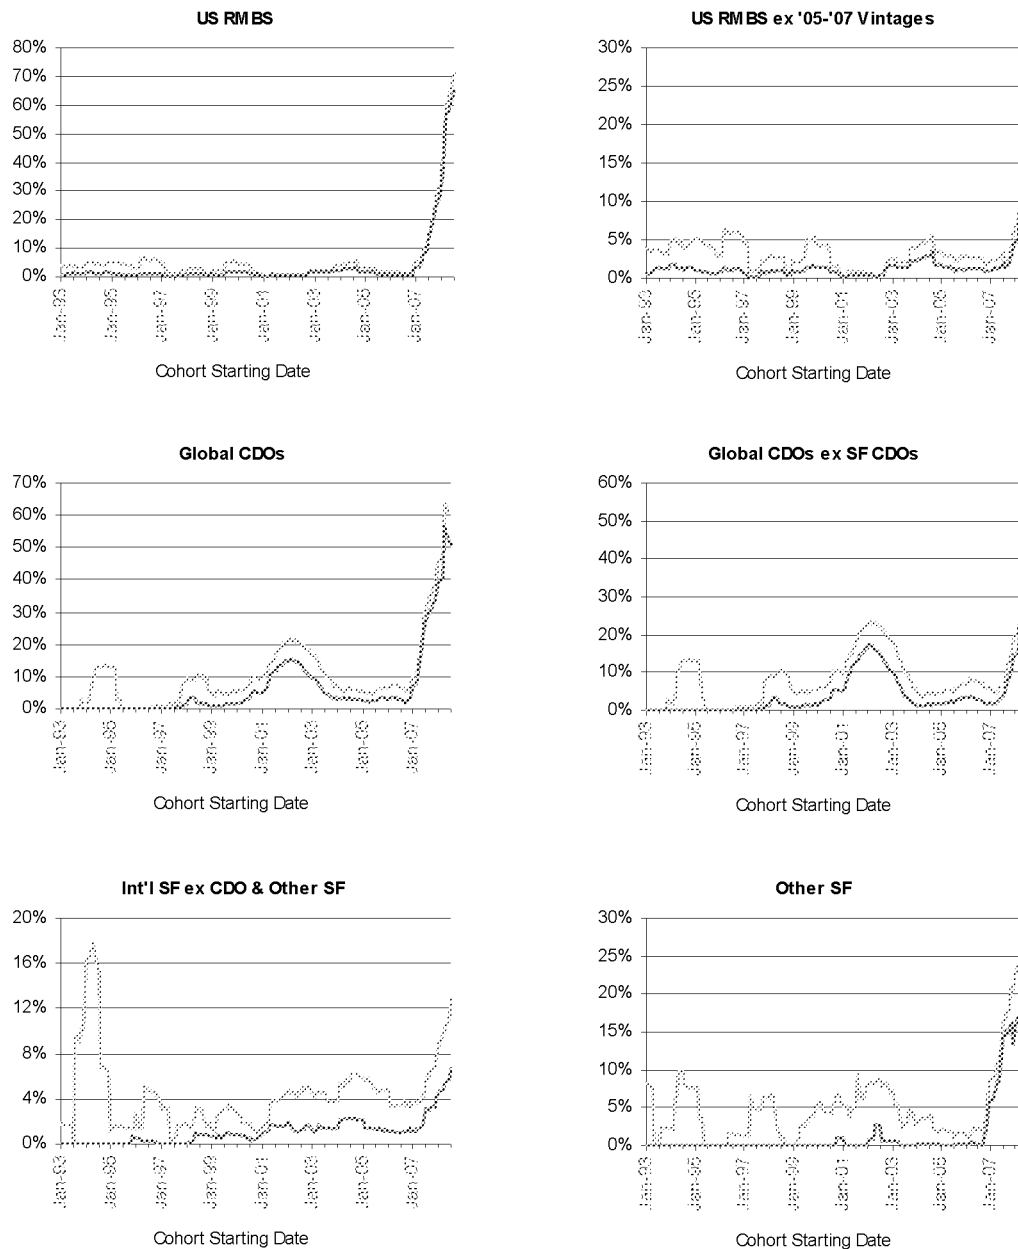 US RMBS
80%
70%
60%
50%
40%
30%
20%
10%
0%
Jan-93 Jan-95 Jan-97 Jan-99 Jan-01 Jan-03 Jan-05 Jan-07
Cohort Starting Date
US RMBS ex '05-'07 Vintages
30%
25%
20%
15%
10%
5%
0%
Jan-93 Jan-95 Jan-97 Jan-99 Jan-01 Jan-03 Jan-05 Jan-07
Cohort Starting Date
Global CDOs
70%
60%
50%
40%
30%
20%
10%
0%
Jan-93 Jan-95 Jan-97 Jan-99 Jan-01 Jan-03 Jan-05 Jan-07
Cohort Starting Date
Global CDOs ex SF CDOs
60%
50%
40%
30%
20%
10%
0%
Jan-93 Jan-95 Jan-97 Jan-99 Jan-01 Jan-03 Jan-05 Jan-07
Cohort Starting Date
Int'l SF ex CDO & Other SF
20%
16%
12%
8%
4%
0%
Jan-93 Jan-95 Jan-97 Jan-99 Jan-01 Jan-03 Jan-05 Jan-07
Cohort Starting Date
Other SF
30%
25%
20%
15%
10%
5%
0%
Jan-93 Jan-95 Jan-97 Jan-99 Jan-01 Jan-03 Jan-05 Jan-07
Cohort Starting Date